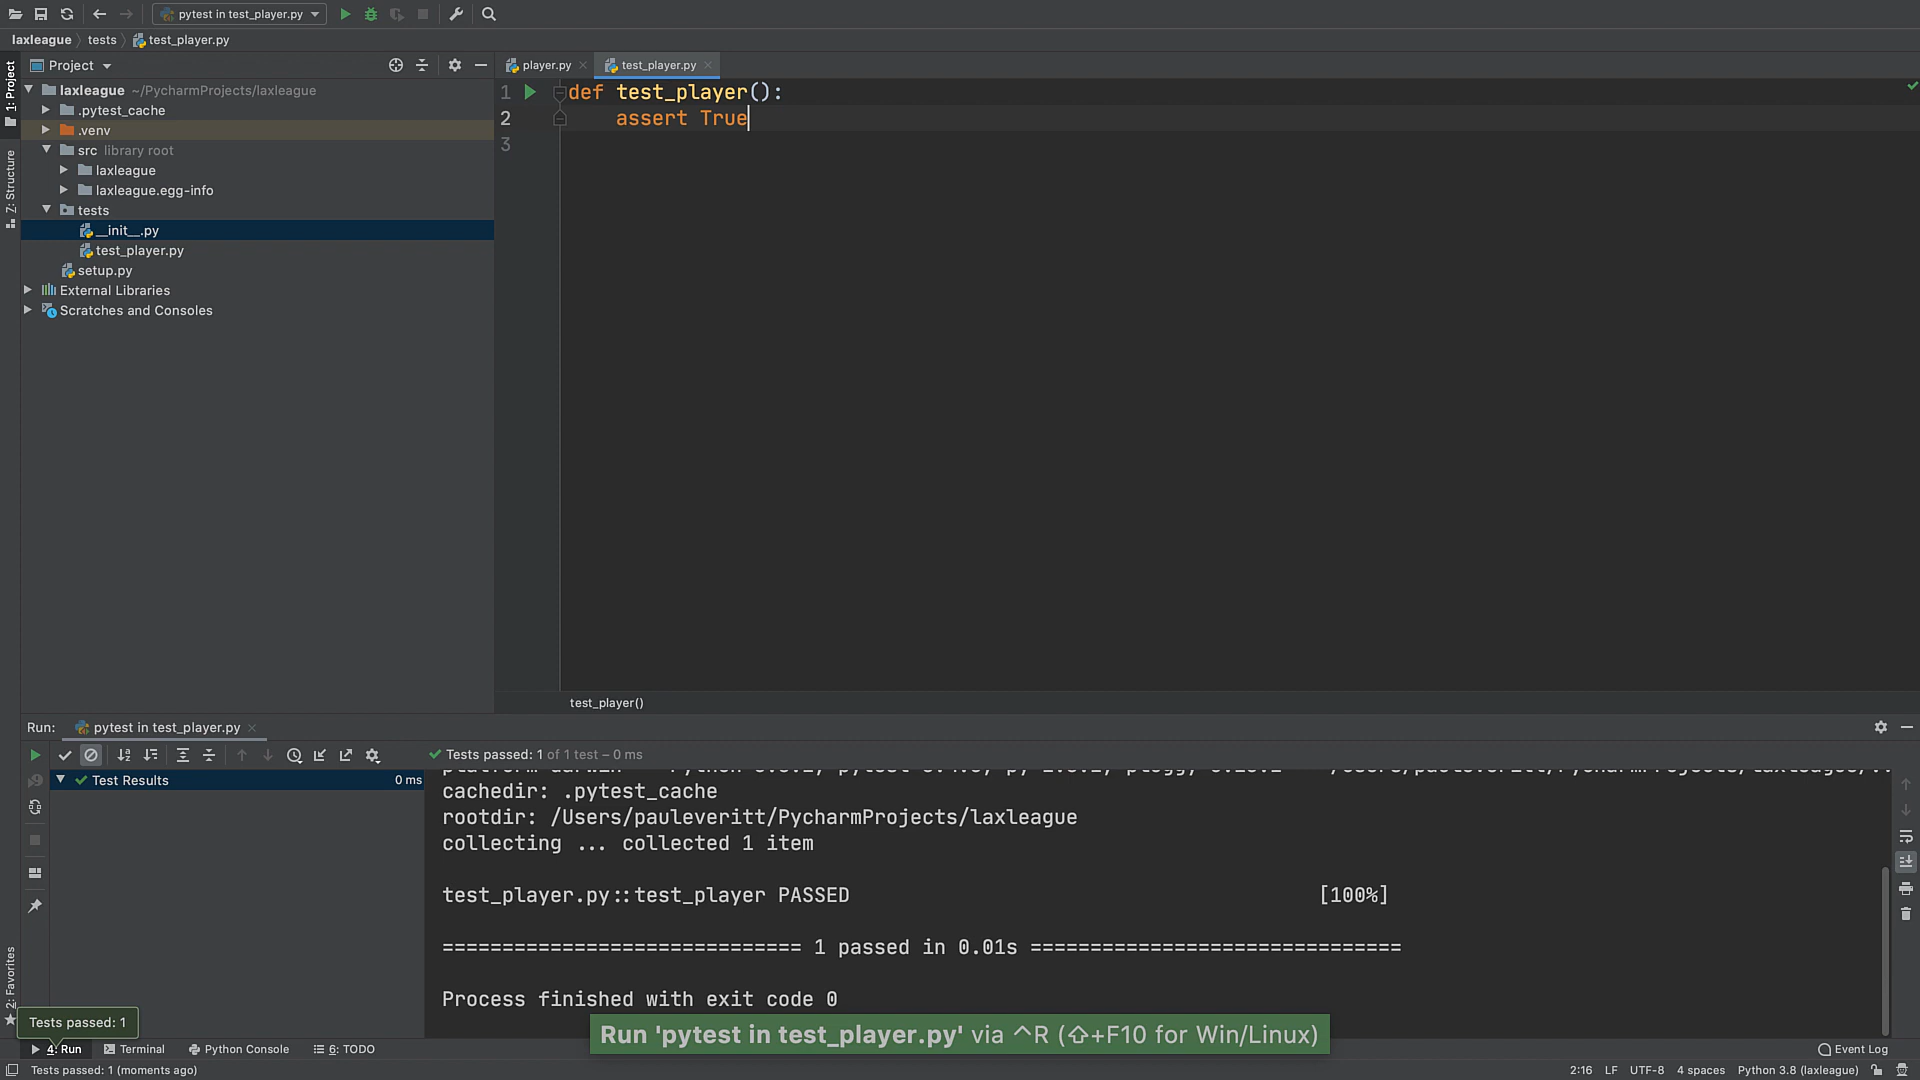 pytest in test_player.py
laxleague
tests
test_player.py
1: Project
Project
player.py
test_player.py
laxleague ~/PycharmProjects/laxleague
.pytest_cache
.venv
src library root
laxleague
laxleague.egg-info
tests
__init__.py
test_player.py
setup.py
External Libraries
Scratches and Consoles
Z: Structure
1 def test_player():
2 assert True
3
test_player()
Run: pytest in test_player.py
Tests passed: 1 of 1 test – 0 ms
Test Results 0 ms
cachedir: .pytest_cache
rootdir: /Users/pauleveritt/PycharmProjects/laxleague
collecting ... collected 1 item
test_player.py::test_player PASSED [100%]
============================== 1 passed in 0.01s ===============================
Process finished with exit code 0
2: Favorites
Tests passed: 1
Run 'pytest in test_player.py' via ^R (⇧+F10 for Win/Linux)
4: Run
Terminal
Python Console
6: TODO
Event Log
Tests passed: 1 (moments ago)
2:16 LF UTF-8 4 spaces Python 3.8 (laxleague)